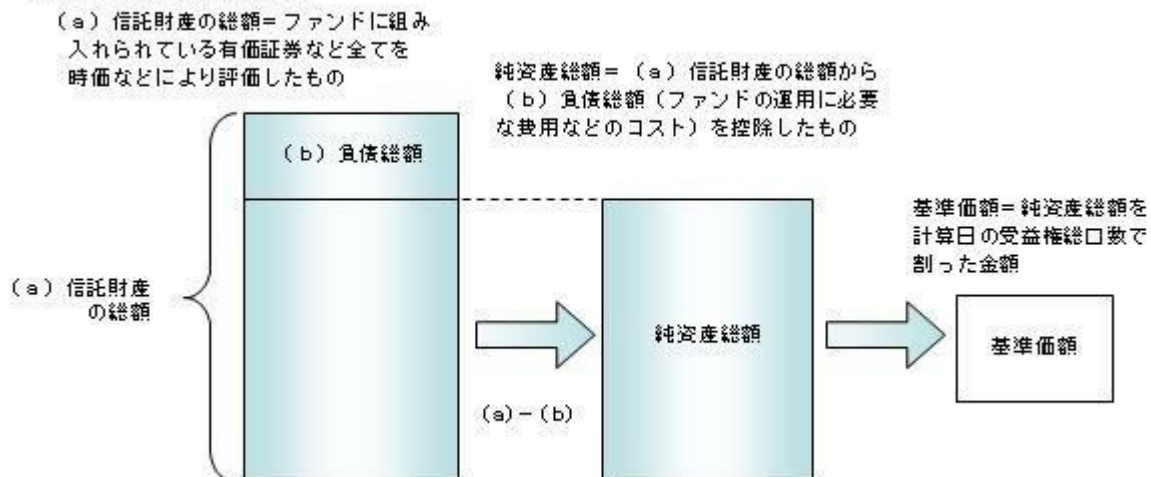 (a)信託財産の総額=ファンドに組み
入れられている有価証券など全てを
時価などにより評価したもの
純資産総額=(a)信託財産の総額から
(b)負債総額(ファンドの運用に必要
な費用などのコスト)を控除したもの
(b)負債総額
基準価額=純資産総額を
計算日の受益権総口数で
割った金額
(a)信託財産
の総額
純資産総額
基準価額
(a)-(b)